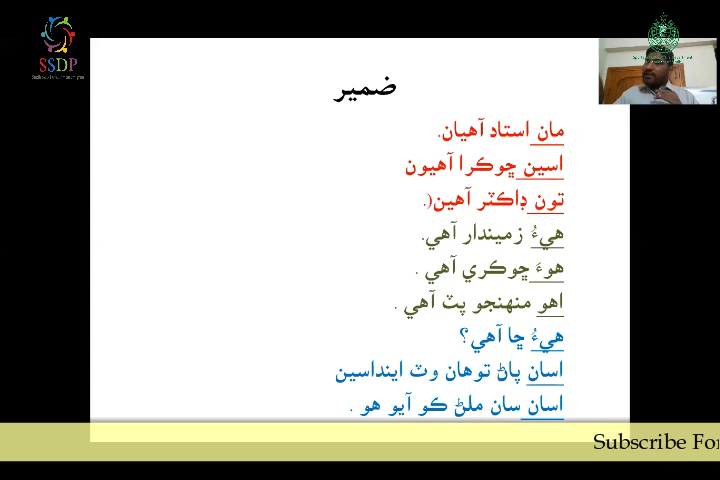 SSDP
ضمير
مان استاد آهيان.
اسين ڇوڪرا آهيون
تون ڊاڪٽر آهين(.
هيءُ زميندار آهي.
هوءَ ڇوڪري آهي .
اهو منهنجو پٽ آهي .
هيءُ ڇا آهي؟
اسان پاڻ توهان وٽ اينداسين
اسان سان ملڻ ڪو آيو هو .
Subscribe For